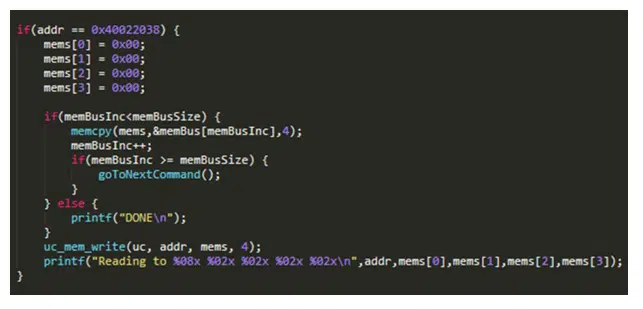 if(addr == 0x40022038) {
mems[0] = 0x00;
mems[1] = 0x00;
mems[2] = 0x00;
mems[3] = 0x00;
if(memBusInc<memBusSize) {
memcpy(mems,&memBus[memBusInc],4);
memBusInc++;
if(memBusInc >= memBusSize) {
goToNextCommand();
}
} else {
printf("DONE\n");
}
uc_mem_write(uc, addr, mems, 4);
printf("Reading to %08x %02x %02x %02x %02x\n",addr,mems[0],mems[1],mems[2],mems[3]);
}